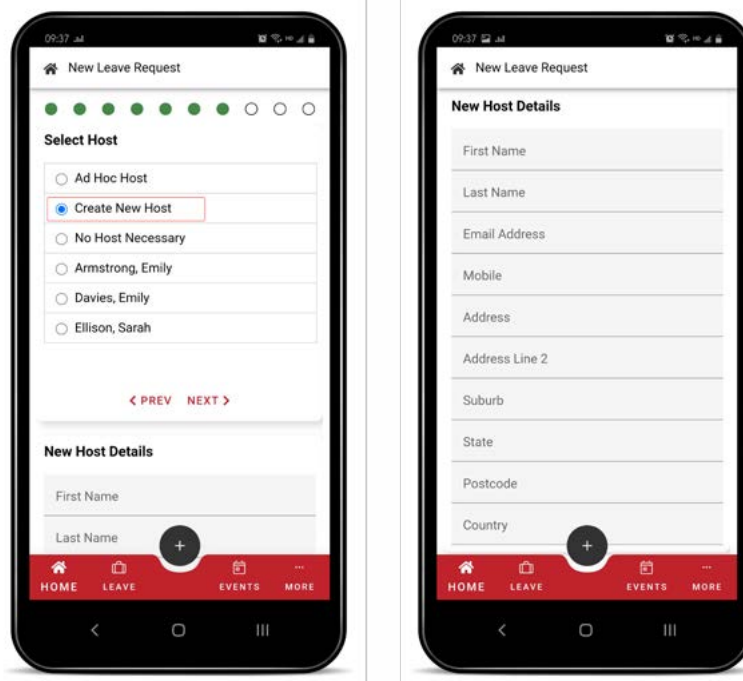 09:37
New Leave Request
Select Host
Ad Hoc Host
Create New Host
No Host Necessary
Armstrong, Emily
Davies, Emily
Ellison, Sarah
< PREV NEXT >
New Host Details
First Name
Last Name
+
HOME LEAVE EVENTS MORE
09:37
New Leave Request
New Host Details
First Name
Last Name
Email Address
Mobile
Address
Address Line 2
Suburb
State
Postcode
Country
+
HOME LEAVE EVENTS MORE